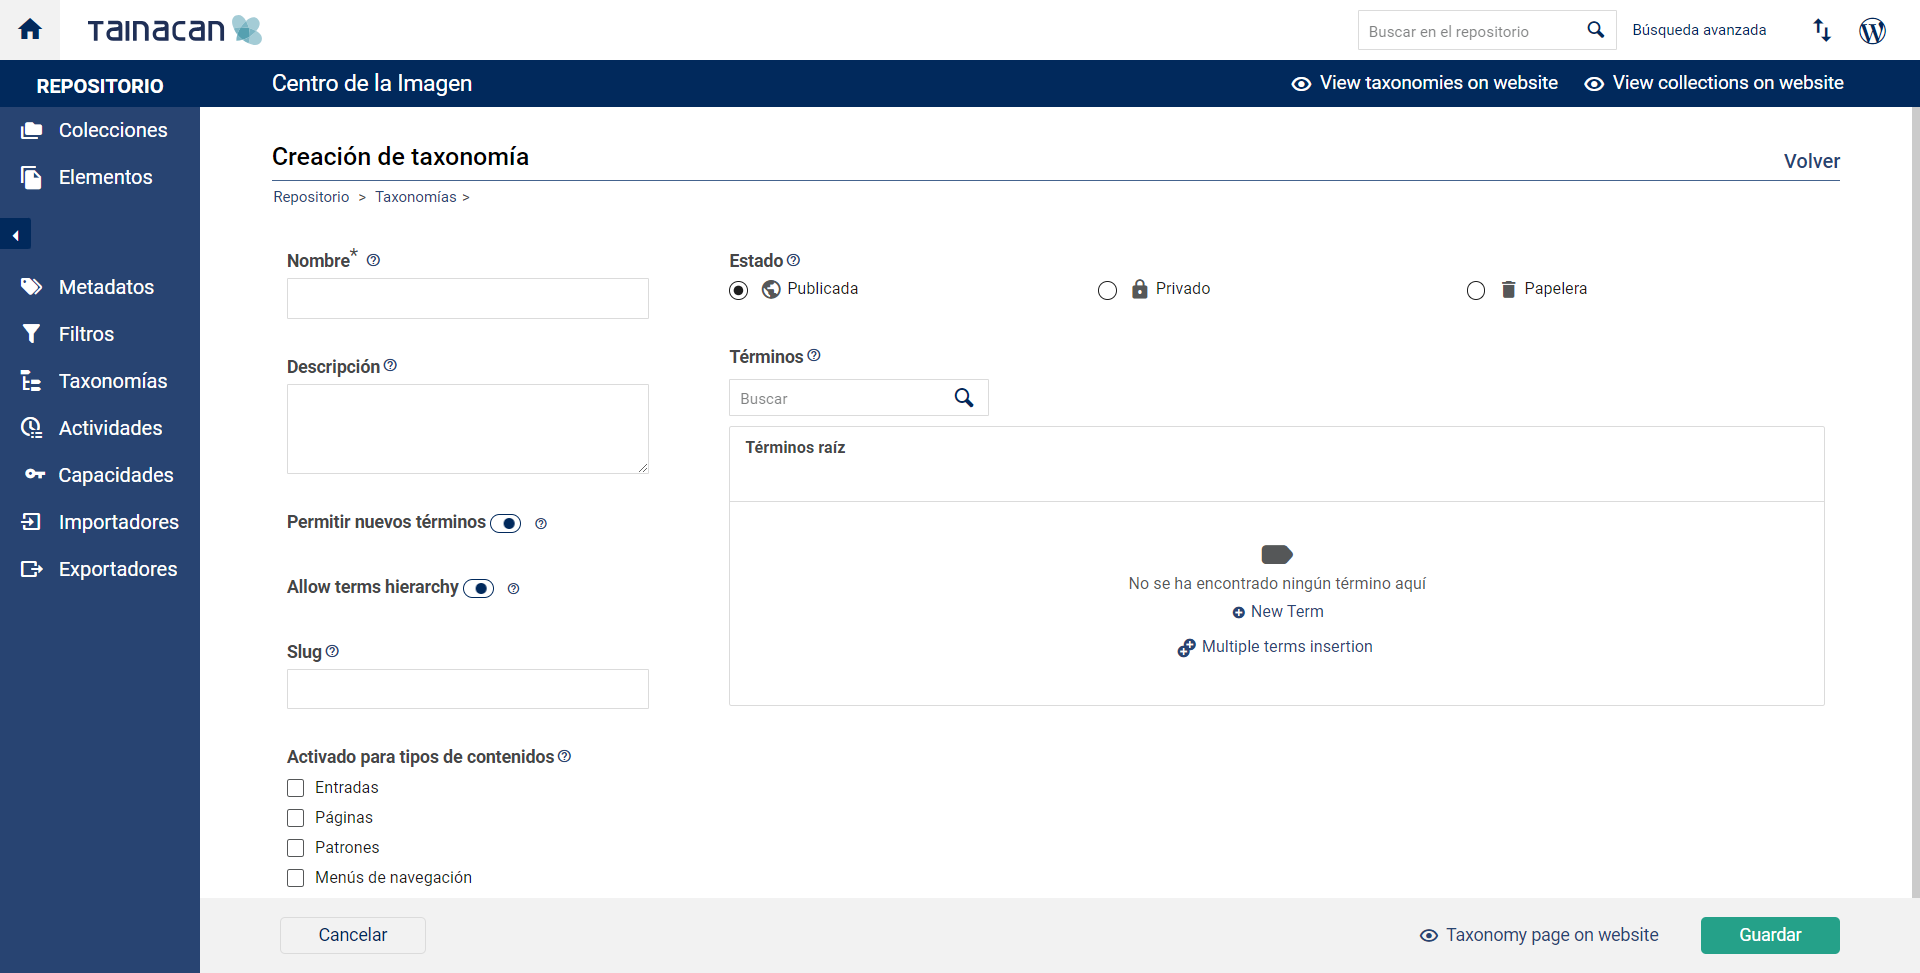 Tainacan
Buscar en el repositorio
Búsqueda avanzada
REPOSITORIO
Centro de la Imagen
View taxonomies on website
View collections on website
Colecciones
Elementos
Metadatos
Filtros
Taxonomías
Actividades
Capacidades
Importadores
Exportadores
Creación de taxonomía
Volver
Repositorio > Taxonomías >
Nombre*
Descripción
Permitir nuevos términos
Allow terms hierarchy
Slug
Activado para tipos de contenidos
Entradas
Páginas
Patrones
Menús de navegación
Estado
Publicada
Privado
Papelera
Términos
Buscar
Términos raíz
No se ha encontrado ningún término aquí
New Term
Multiple terms insertion
Cancelar
Taxonomy page on website
Guardar